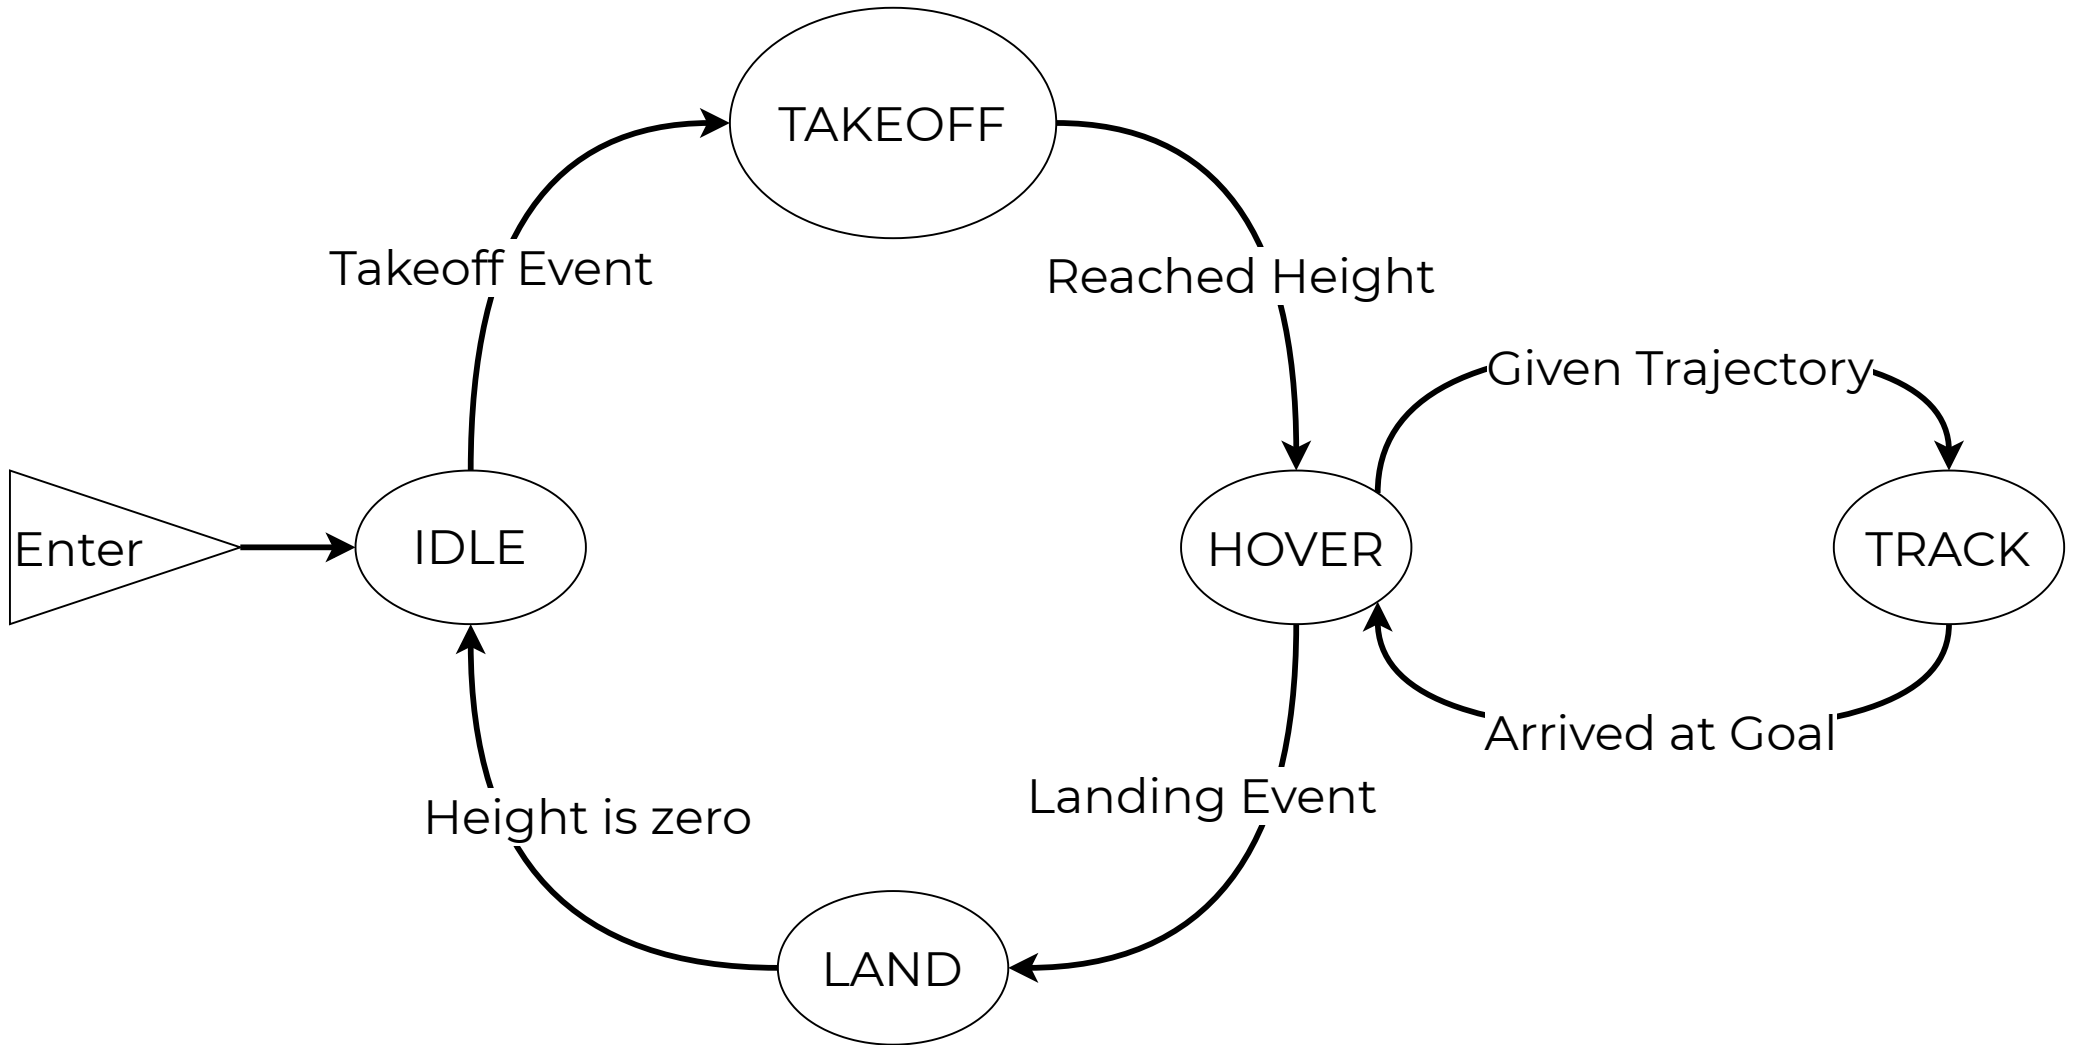 TAKEOFF
Takeoff Event
Reached Height
Given Trajectory
Enter
IDLE
HOVER
TRACK
Arrived at Goal
Landing Event
Height is zero
LAND